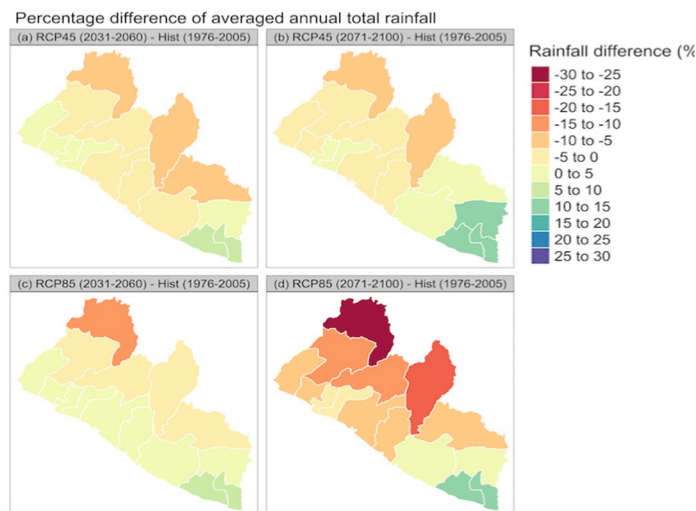 Percentage difference of averaged annual total rainfall
(a) RCP45 (2031-2060) - Hist (1976-2005)
(b) RCP45 (2071-2100) - Hist (1976-2005)
(c) RCP85 (2031-2060) - Hist (1976-2005)
(d) RCP85 (2071-2100) - Hist (1976-2005)
Rainfall difference (%
-30 to -25
-25 to -20
-20 to -15
-15 to -10
-10 to -5
-5 to 0
0 to 5
5 to 10
10 to 15
15 to 20
20 to 25
25 to 30